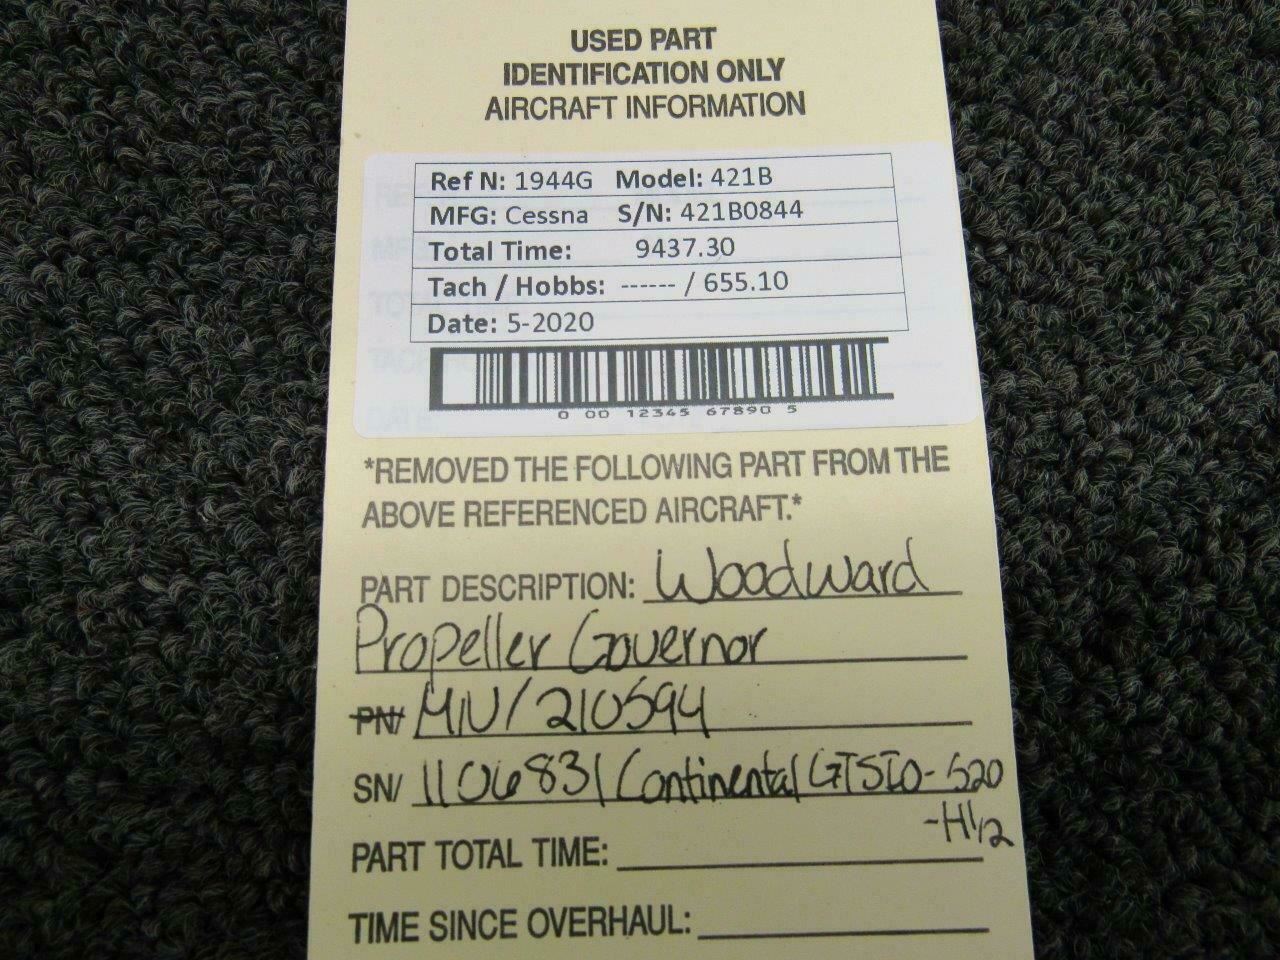 USED PART
IDENTIFICATION ONLY
AIRCRAFT INFORMATION
Ref N: 1944G Model: 421B
MFG: Cessna S/N: 421B0844
Total Time: 9437.30
Tach / Hobbs: ------ / 655.10
Date: 5-2020
0 00 12345 67890 5
*REMOVED THE FOLLOWING PART FROM THE
ABOVE REFERENCED AIRCRAFT.*
PART DESCRIPTION: Woodward
Propeller Governor
PN/ M/U/210594
SN/ 1106831/Continental GTSIO-520
-H1/2
PART TOTAL TIME:
TIME SINCE OVERHAUL: